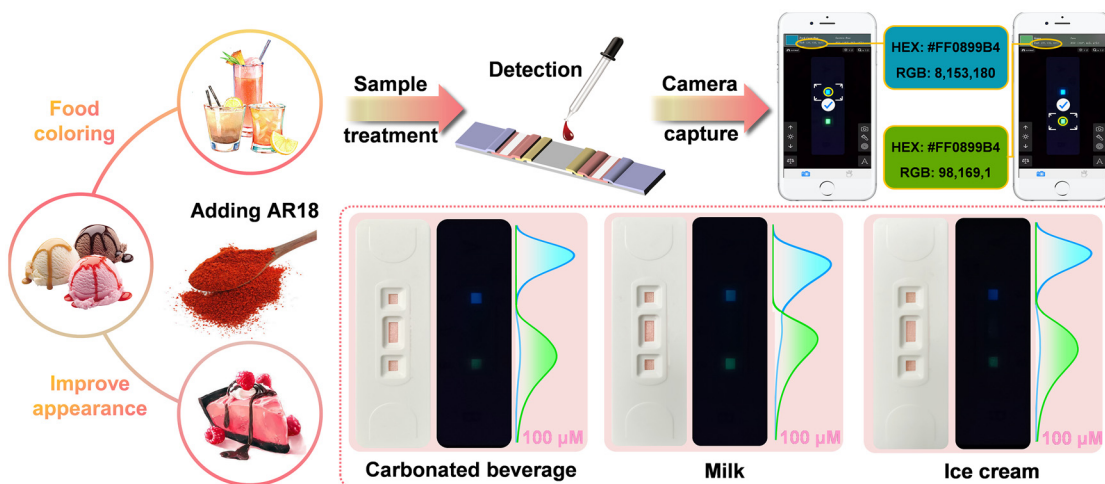 Food
coloring
Sample
treatment
Detection
Camera
capture
HEX: #FF0899B4
RGB: 8,153,180
HEX: #FF0899B4
RGB: 98,169,1
Adding AR18
Improve
appearance
100 μM
100 μM
100 μM
Carbonated beverage
Milk
Ice cream